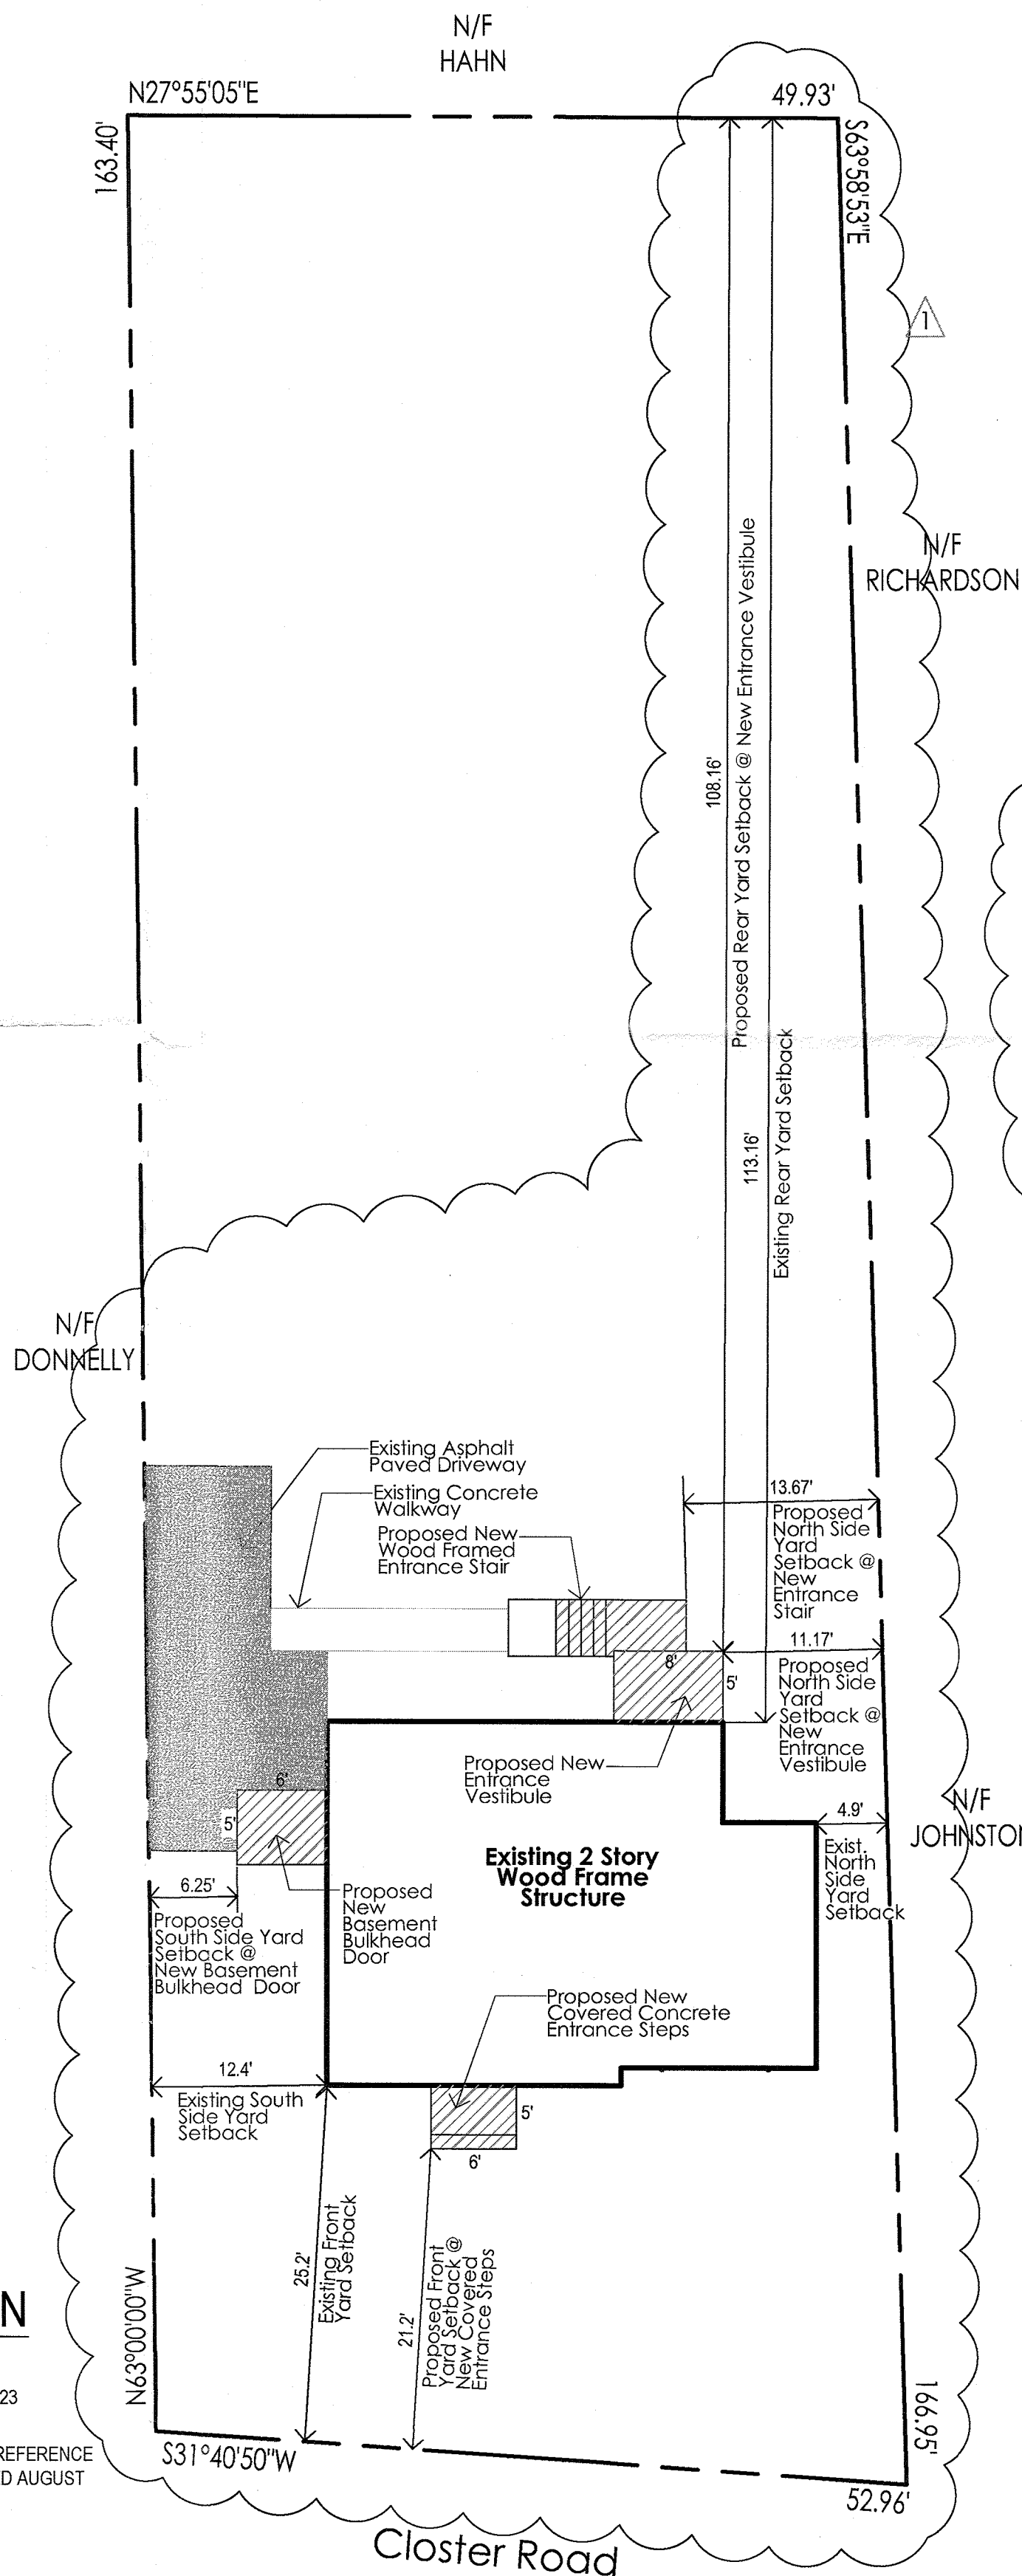 N/F
HAHN
N27°55'05"E
49.93'
163.40'
S63°58'53"E
1
N/F
RICHARDSON
108.16'
Proposed Rear Yard Setback @ New Entrance Vestibule
113.16'
Existing Rear Yard Setback
N/F
DONNELLY
Existing Asphalt
Paved Driveway
Existing Concrete
Walkway
Proposed New
Wood Framed
Entrance Stair
13.67'
Proposed
North Side
Yard
Setback @
New
Entrance
Stair
11.17'
8'
5'
Proposed
North Side
Yard
Setback @
New
Entrance
Vestibule
Proposed New
Entrance
Vestibule
6'
5'
N/F
JOHNSTON
4.9'
Exist.
North
Side
Yard
Setback
Existing 2 Story
Wood Frame
Structure
6.25'
Proposed
South Side Yard
Setback @
New Basement
Bulkhead Door
Proposed
New
Basement
Bulkhead
Door
Proposed New
Covered Concrete
Entrance Steps
12.4'
Existing South
Side Yard
Setback
5'
6'
25.2'
Existing Front
Yard Setback
21.2'
Proposed Front
Yard Setback @
New Covered
Entrance Steps
N63°00'00"W
N
23
REFERENCE
D AUGUST
S31°40'50"W
166.95'
52.96'
Closter Road